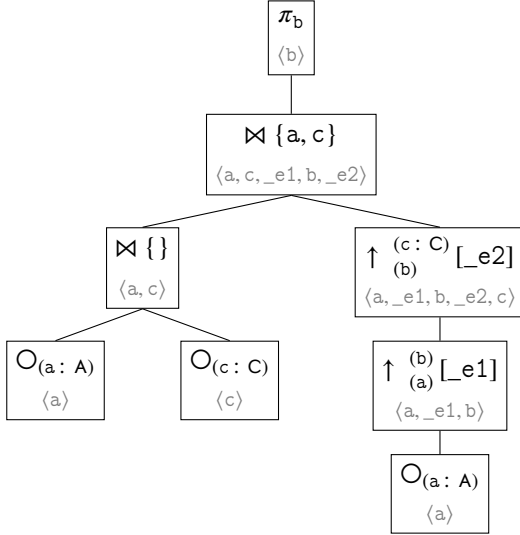 π_b
⟨b⟩
⋈ {a, c}
⟨a, c, _e1, b, _e2⟩
⋈ {}
⟨a, c⟩
↑ (c: C) (b) [_e2]
⟨a, _e1, b, _e2, c⟩
○(a: A)
⟨a⟩
○(c: C)
⟨c⟩
↑ (b) (a) [_e1]
⟨a, _e1, b⟩
○(a: A)
⟨a⟩